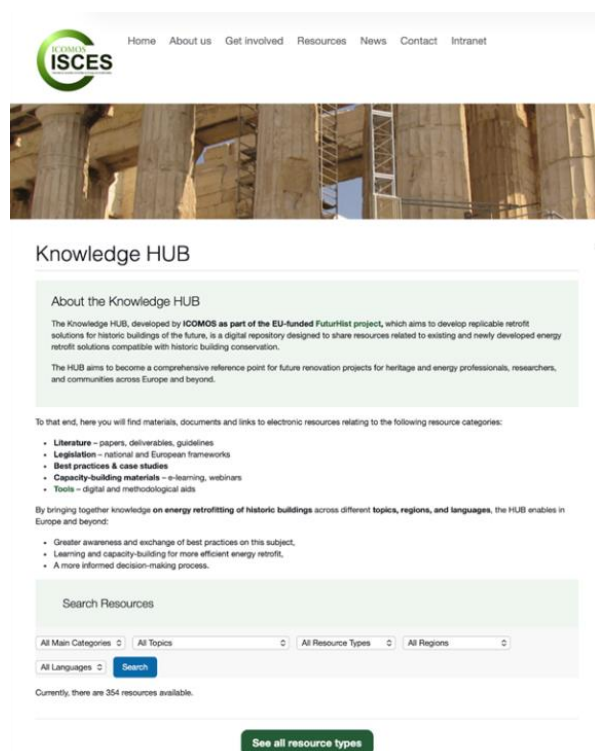 ICOMOS
ISCES
Home About us Get involved Resources News Contact Intranet
Knowledge HUB
About the Knowledge HUB
The Knowledge HUB, developed by ICOMOS as part of the EU-funded FuturHist project, which aims to develop replicable retrofit
solutions for historic buildings of the future, is a digital repository designed to share resources related to existing and newly developed energy
retrofit solutions compatible with historic building conservation.
The HUB aims to become a comprehensive reference point for future renovation projects for heritage and energy professionals, researchers,
and communities across Europe and beyond.
To that end, here you will find materials, documents and links to electronic resources relating to the following resource categories:
• Literature – papers, deliverables, guidelines
• Legislation – national and European frameworks
• Best practices & case studies
• Capacity-building materials – e-learning, webinars
• Tools – digital and methodological aids
By bringing together knowledge on energy retrofitting of historic buildings across different topics, regions, and languages, the HUB enables in
Europe and beyond:
• Greater awareness and exchange of best practices on this subject,
• Learning and capacity-building for more efficient energy retrofit,
• A more informed decision-making process.
Search Resources
All Main Categories All Topics All Resource Types All Regions
All Languages Search
Currently, there are 354 resources available.
See all resource types